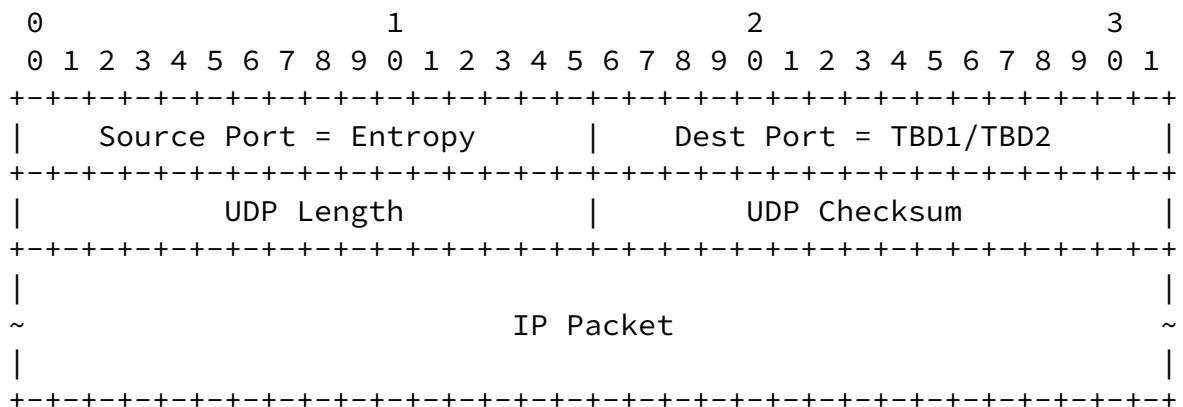 0                   1                   2                   3
 0 1 2 3 4 5 6 7 8 9 0 1 2 3 4 5 6 7 8 9 0 1 2 3 4 5 6 7 8 9 0 1
+-+-+-+-+-+-+-+-+-+-+-+-+-+-+-+-+-+-+-+-+-+-+-+-+-+-+-+-+-+-+-+-+
|    Source Port = Entropy      |    Dest Port = TBD1/TBD2      |
+-+-+-+-+-+-+-+-+-+-+-+-+-+-+-+-+-+-+-+-+-+-+-+-+-+-+-+-+-+-+-+-+
|           UDP Length          |        UDP Checksum           |
+-+-+-+-+-+-+-+-+-+-+-+-+-+-+-+-+-+-+-+-+-+-+-+-+-+-+-+-+-+-+-+-+
|                                                               |
~                           IP Packet                           ~
|                                                               |
+-+-+-+-+-+-+-+-+-+-+-+-+-+-+-+-+-+-+-+-+-+-+-+-+-+-+-+-+-+-+-+-+